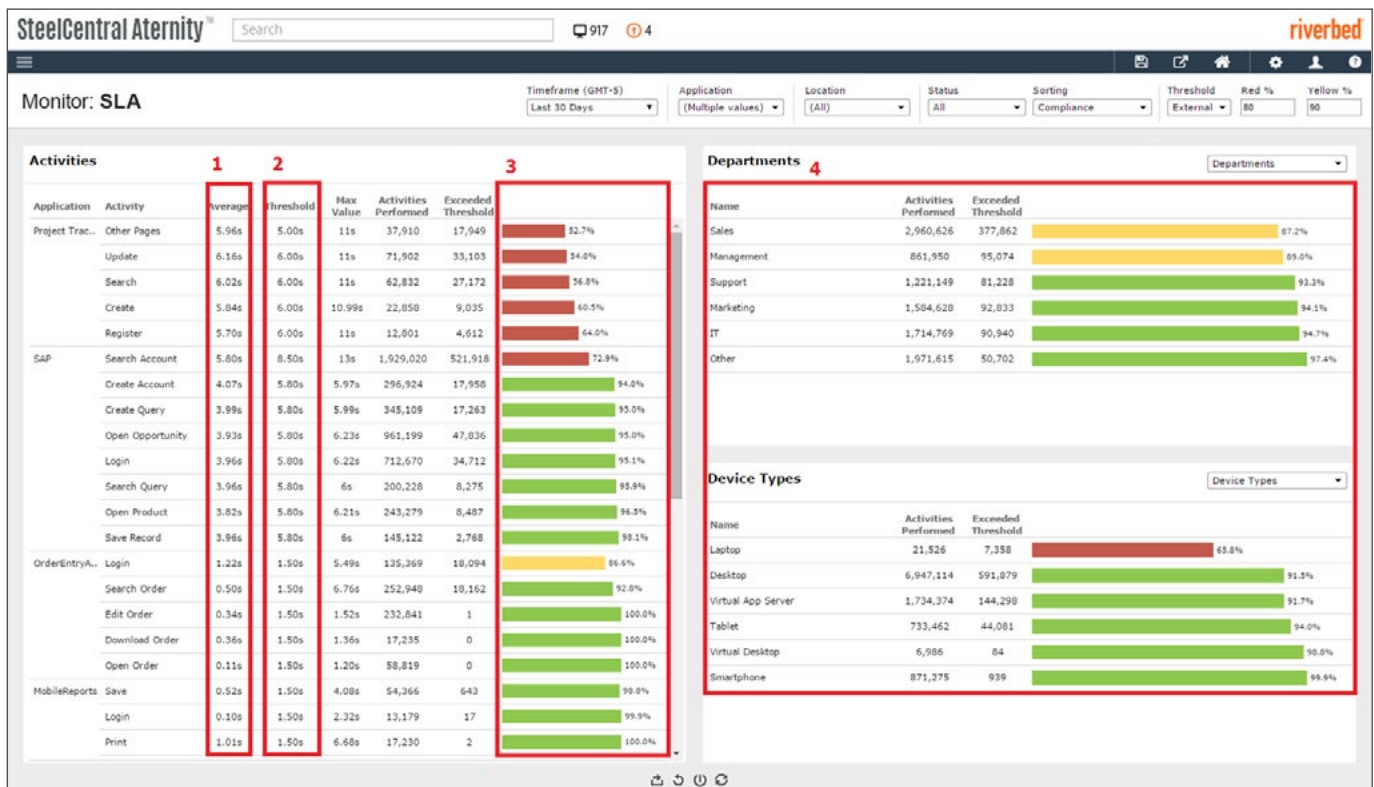 SteelCentral Aternity™
Search
917
4
riverbed
Monitor: SLA
Timeframe (GMT-5) Application Location Status Sorting Threshold Red % Yellow %
Last 30 Days (Multiple values) (All) All Compliance External 80 90
Activities 1 2 3
Application Activity Average Threshold Max Value Activities Performed Exceeded Threshold
Project Trac.. Other Pages 5.96s 5.00s 11s 37,910 17,949 52.7%
Update 6.16s 6.00s 11s 71,902 33,103 54.0%
Search 6.02s 6.00s 11s 62,832 27,172 56.8%
Create 5.84s 6.00s 10.99s 22,858 9,035 60.5%
Register 5.70s 6.00s 11s 12,801 4,612 64.0%
SAP Search Account 5.80s 8.50s 13s 1,929,020 521,918 72.9%
Create Account 4.07s 5.80s 5.97s 296,924 17,958 94.0%
Create Query 3.99s 5.80s 5.99s 345,109 17,263 95.0%
Open Opportunity 3.93s 5.80s 6.23s 961,199 47,836 95.0%
Login 3.96s 5.80s 6.22s 712,670 34,712 95.1%
Search Query 3.96s 5.80s 6s 200,228 8,275 95.9%
Open Product 3.82s 5.80s 6.21s 243,279 8,487 96.5%
Save Record 3.96s 5.80s 6s 145,122 2,768 98.1%
OrderEntryA.. Login 1.22s 1.50s 5.49s 135,369 18,094 86.6%
Search Order 0.50s 1.50s 6.76s 252,948 18,162 92.8%
Edit Order 0.34s 1.50s 1.52s 232,841 1 100.0%
Download Order 0.36s 1.50s 1.36s 17,235 0 100.0%
Open Order 0.11s 1.50s 1.20s 58,819 0 100.0%
MobileReports Save 0.52s 1.50s 4.08s 54,366 643 98.8%
Login 0.10s 1.50s 2.32s 13,179 17 99.9%
Print 1.01s 1.50s 6.68s 17,230 2 100.0%
Departments 4 Departments
Name Activities Performed Exceeded Threshold
Sales 2,960,626 377,862 87.2%
Management 861,950 95,074 89.0%
Support 1,221,149 81,228 93.3%
Marketing 1,584,628 92,833 94.1%
IT 1,714,769 90,940 94.7%
Other 1,971,615 50,702 97.4%
Device Types Device Types
Name Activities Performed Exceeded Threshold
Laptop 21,526 7,358 65.8%
Desktop 6,947,114 591,879 91.5%
Virtual App Server 1,734,374 144,298 91.7%
Tablet 733,462 44,081 94.0%
Virtual Desktop 6,986 84 98.8%
Smartphone 871,275 939 99.9%